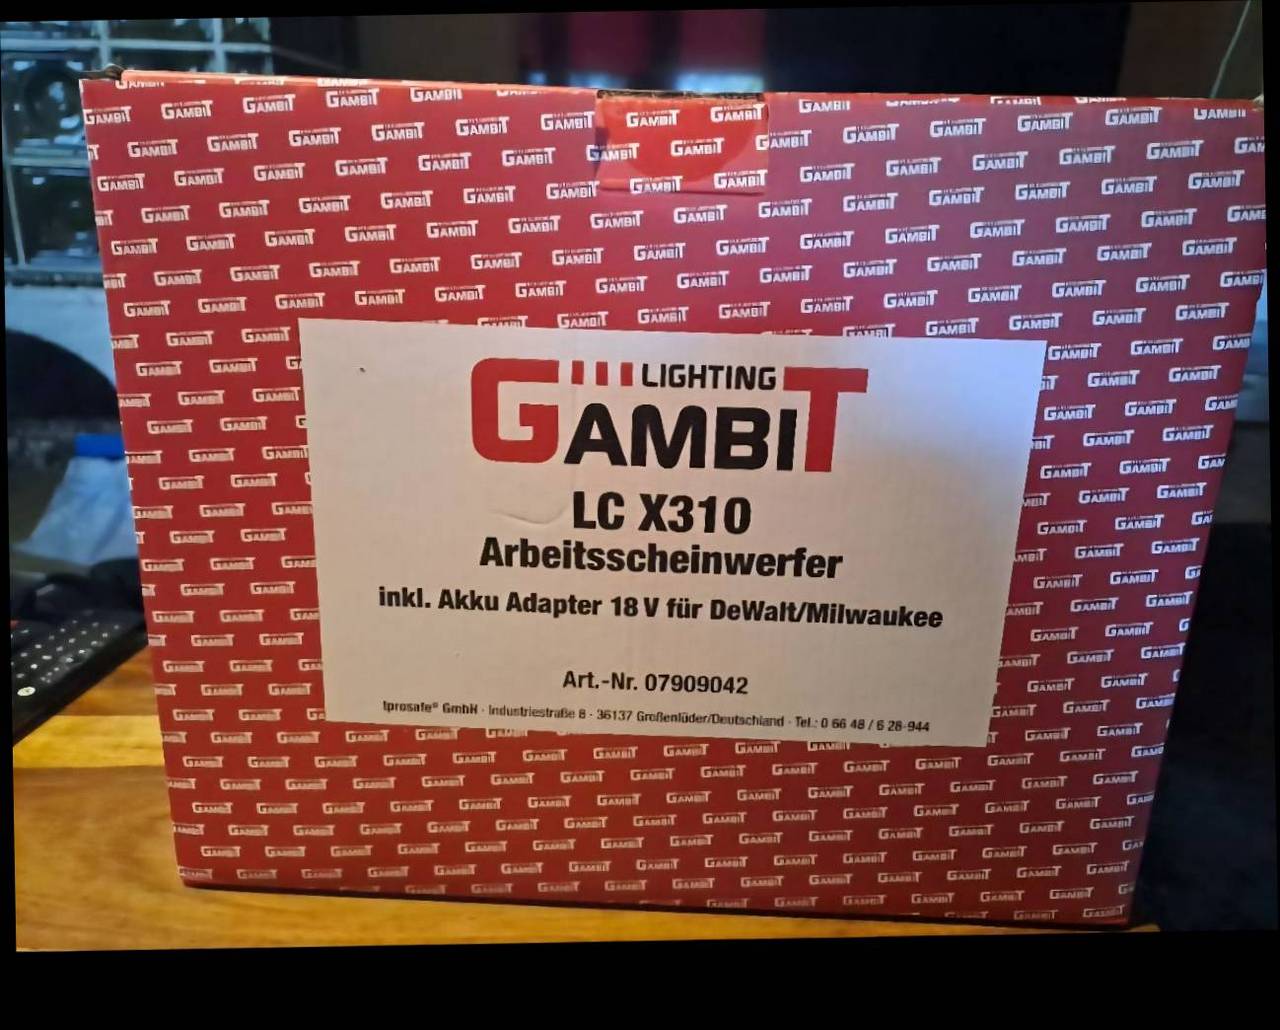 LIGHTING
GAMBIT
LC X310
Arbeitsscheinwerfer
inkl. Akku Adapter 18 V für DeWalt/Milwaukee
Art.-Nr. 07909042
Iprosafe® GmbH · Industriestraße 8 · 36137 Großenlüder/Deutschland · Tel.: 0 66 48 / 6 28-944